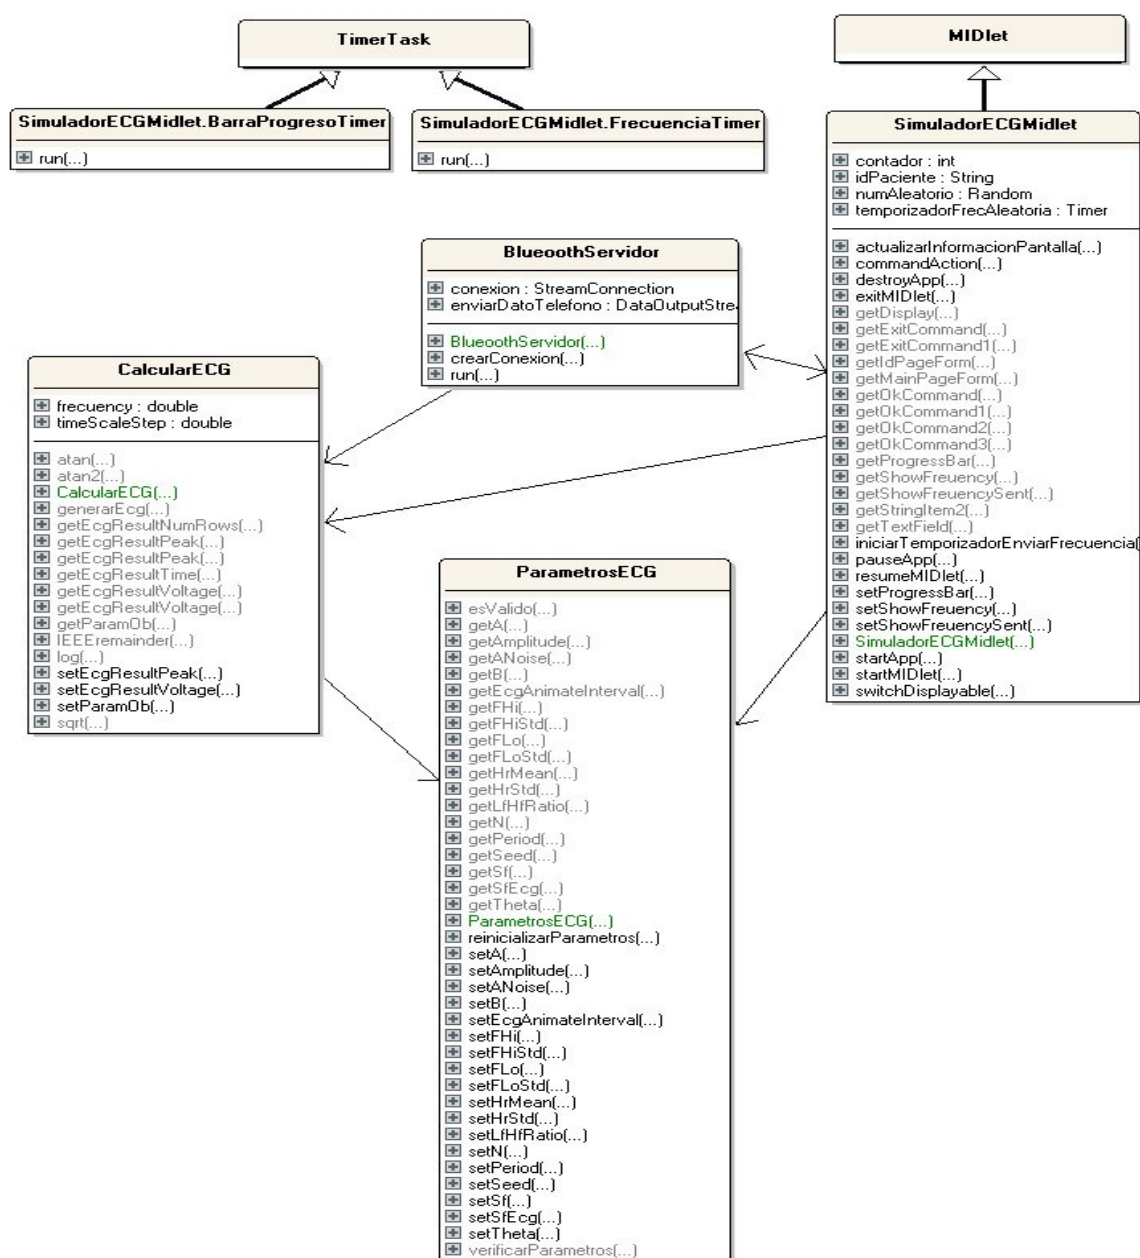 TimerTask
MIDlet
SimuladorECGMidlet.BarraProgresoTimer
run(...)
SimuladorECGMidlet.FrecuenciaTimer
run(...)
SimuladorECGMidlet
contador : int
idPaciente : String
numAleatorio : Random
temporizadorFrecAleatoria : Timer
actualizarInformacionPantalla(...)
commandAction(...)
destroyApp(...)
exitMIDlet(...)
getDisplay(...)
getExitCommand(...)
getExitCommand1(...)
getIdPageForm(...)
getMainPageForm(...)
getOkCommand(...)
getOkCommand1(...)
getOkCommand2(...)
getOkCommand3(...)
getProgressBar(...)
getShowFreuency(...)
getShowFreuencySent(...)
getStringItem2(...)
getTextField(...)
iniciarTemporizadorEnviarFrecuencia(
pauseApp(...)
resumeMIDlet(...)
setProgressBar(...)
setShowFreuency(...)
setShowFreuencySent(...)
SimuladorECGMidlet(...)
startApp(...)
startMIDlet(...)
switchDisplayable(...)
BlueoothServidor
conexion : StreamConnection
enviarDatoTelefono : DataOutputStre
BlueoothServidor(...)
crearConexion(...)
run(...)
CalcularECG
frecuency : double
timeScaleStep : double
atan(...)
atan2(...)
CalcularECG(...)
generarEcg(...)
getEcgResultNumRows(...)
getEcgResultPeak(...)
getEcgResultPeak(...)
getEcgResultTime(...)
getEcgResultVoltage(...)
getEcgResultVoltage(...)
getParamOb(...)
IEEEremainder(...)
log(...)
setEcgResultPeak(...)
setEcgResultVoltage(...)
setParamOb(...)
sqrt(...)
ParametrosECG
esValido(...)
getA(...)
getAmplitude(...)
getANoise(...)
getB(...)
getEcgAnimateInterval(...)
getFHi(...)
getFHiStd(...)
getFLo(...)
getFLoStd(...)
getHrMean(...)
getHrStd(...)
getLfHfRatio(...)
getN(...)
getPeriod(...)
getSeed(...)
getSf(...)
getSfEcg(...)
getTheta(...)
ParametrosECG(...)
reinicializarParametros(...)
setA(...)
setAmplitude(...)
setANoise(...)
setB(...)
setEcgAnimateInterval(...)
setFHi(...)
setFHiStd(...)
setFLo(...)
setFLoStd(...)
setHrMean(...)
setHrStd(...)
setLfHfRatio(...)
setN(...)
setPeriod(...)
setSeed(...)
setSf(...)
setSfEcg(...)
setTheta(...)
verificarParametros(...)